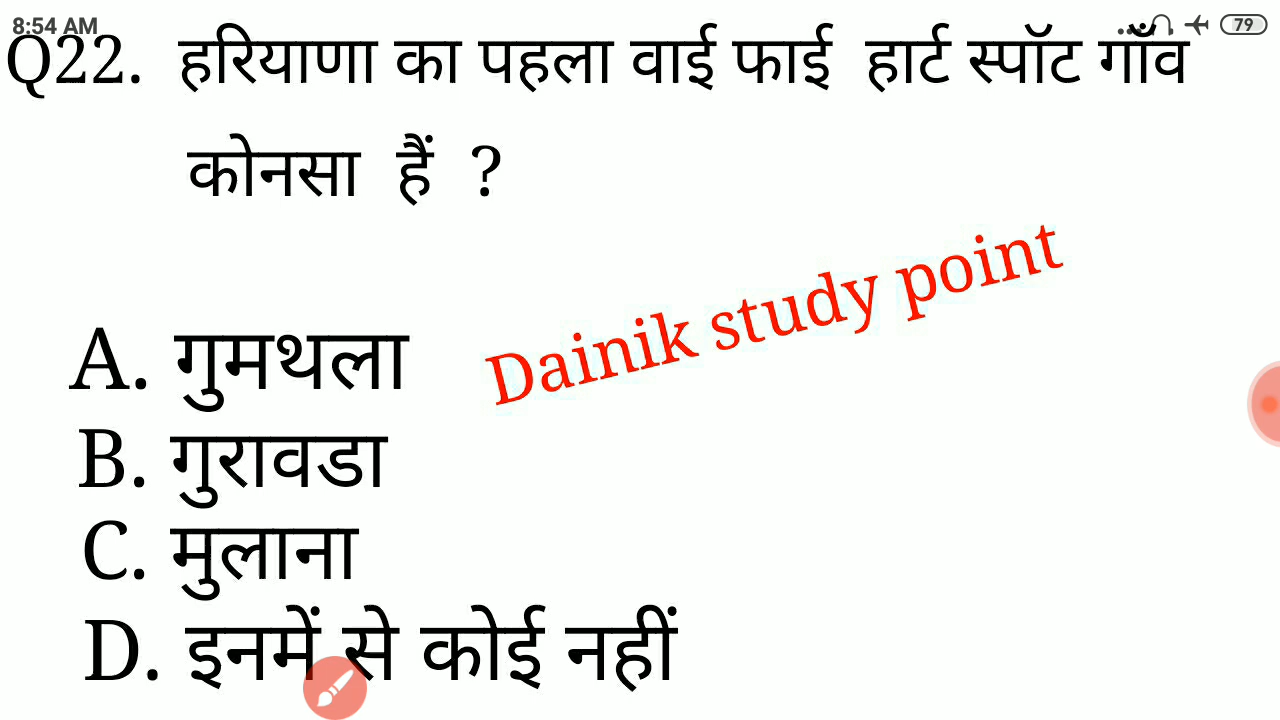 8:54 AM
79
Q22. हरियाणा का पहला वाई फाई हार्ट स्पॉट गाँव
कोनसा हैं ?
Dainik study point
A. गुमथला
B. गुरावडा
C. मुलाना
D. इनमें से कोई नहीं